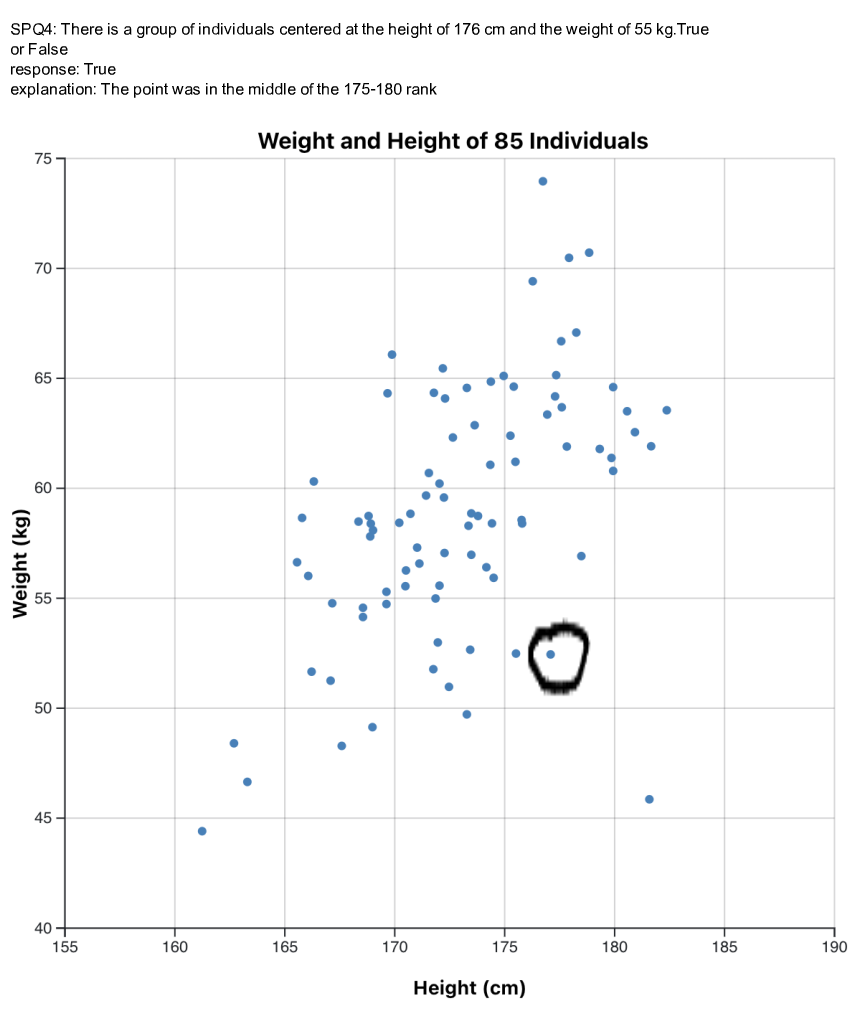 SPQ4: There is a group of individuals centered at the height of 176 cm and the weight of 55 kg.True
or False
response: True
explanation: The point was in the middle of the 175-180 rank
Weight and Height of 85 Individuals
75
70
65
60
55
50
45
40
155 160 165 170 175 180 185 190
Weight (kg)
Height (cm)